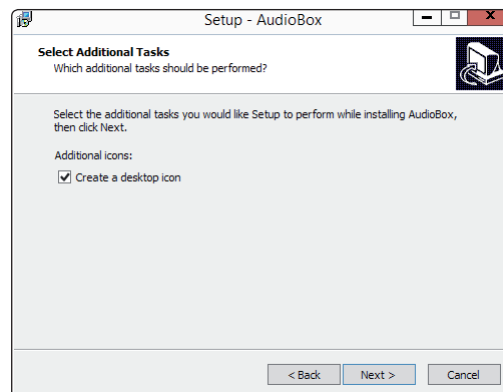 Setup - AudioBox
Select Additional Tasks
Which additional tasks should be performed?
Select the additional tasks you would like Setup to perform while installing AudioBox,
then click Next.
Additional icons:
Create a desktop icon
< Back
Next >
Cancel